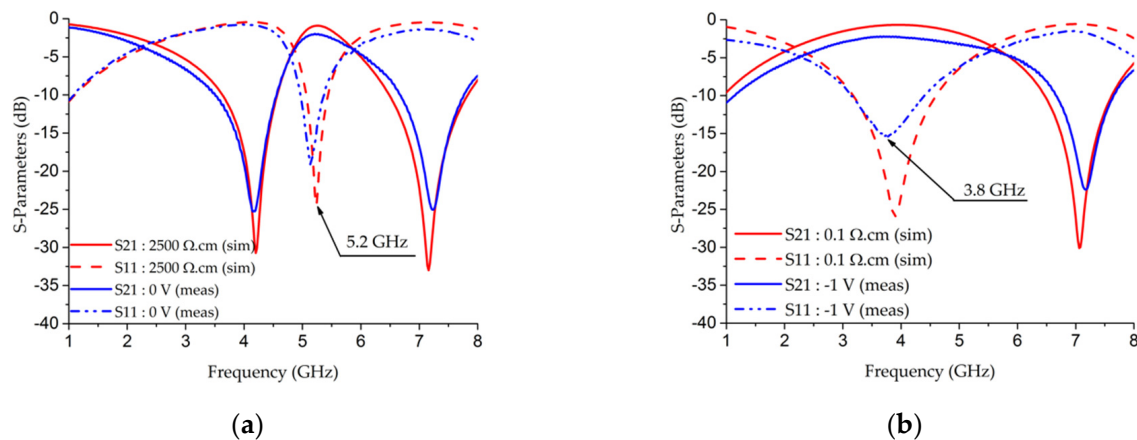 0
-5
-10
-15
-20
-25
-30
-35
-40
S-Parameters (dB)
5.2 GHz
S21 : 2500 Ω.cm (sim)
S11 : 2500 Ω.cm (sim)
S21 : 0 V (meas)
S11 : 0 V (meas)
1 2 3 4 5 6 7 8
Frequency (GHz)
(a)
0
-5
-10
-15
-20
-25
-30
-35
-40
S-Parameters (dB)
3.8 GHz
S21 : 0.1 Ω.cm (sim)
S11 : 0.1 Ω.cm (sim)
S21 : -1 V (meas)
S11 : -1 V (meas)
1 2 3 4 5 6 7 8
Frequency (GHz)
(b)